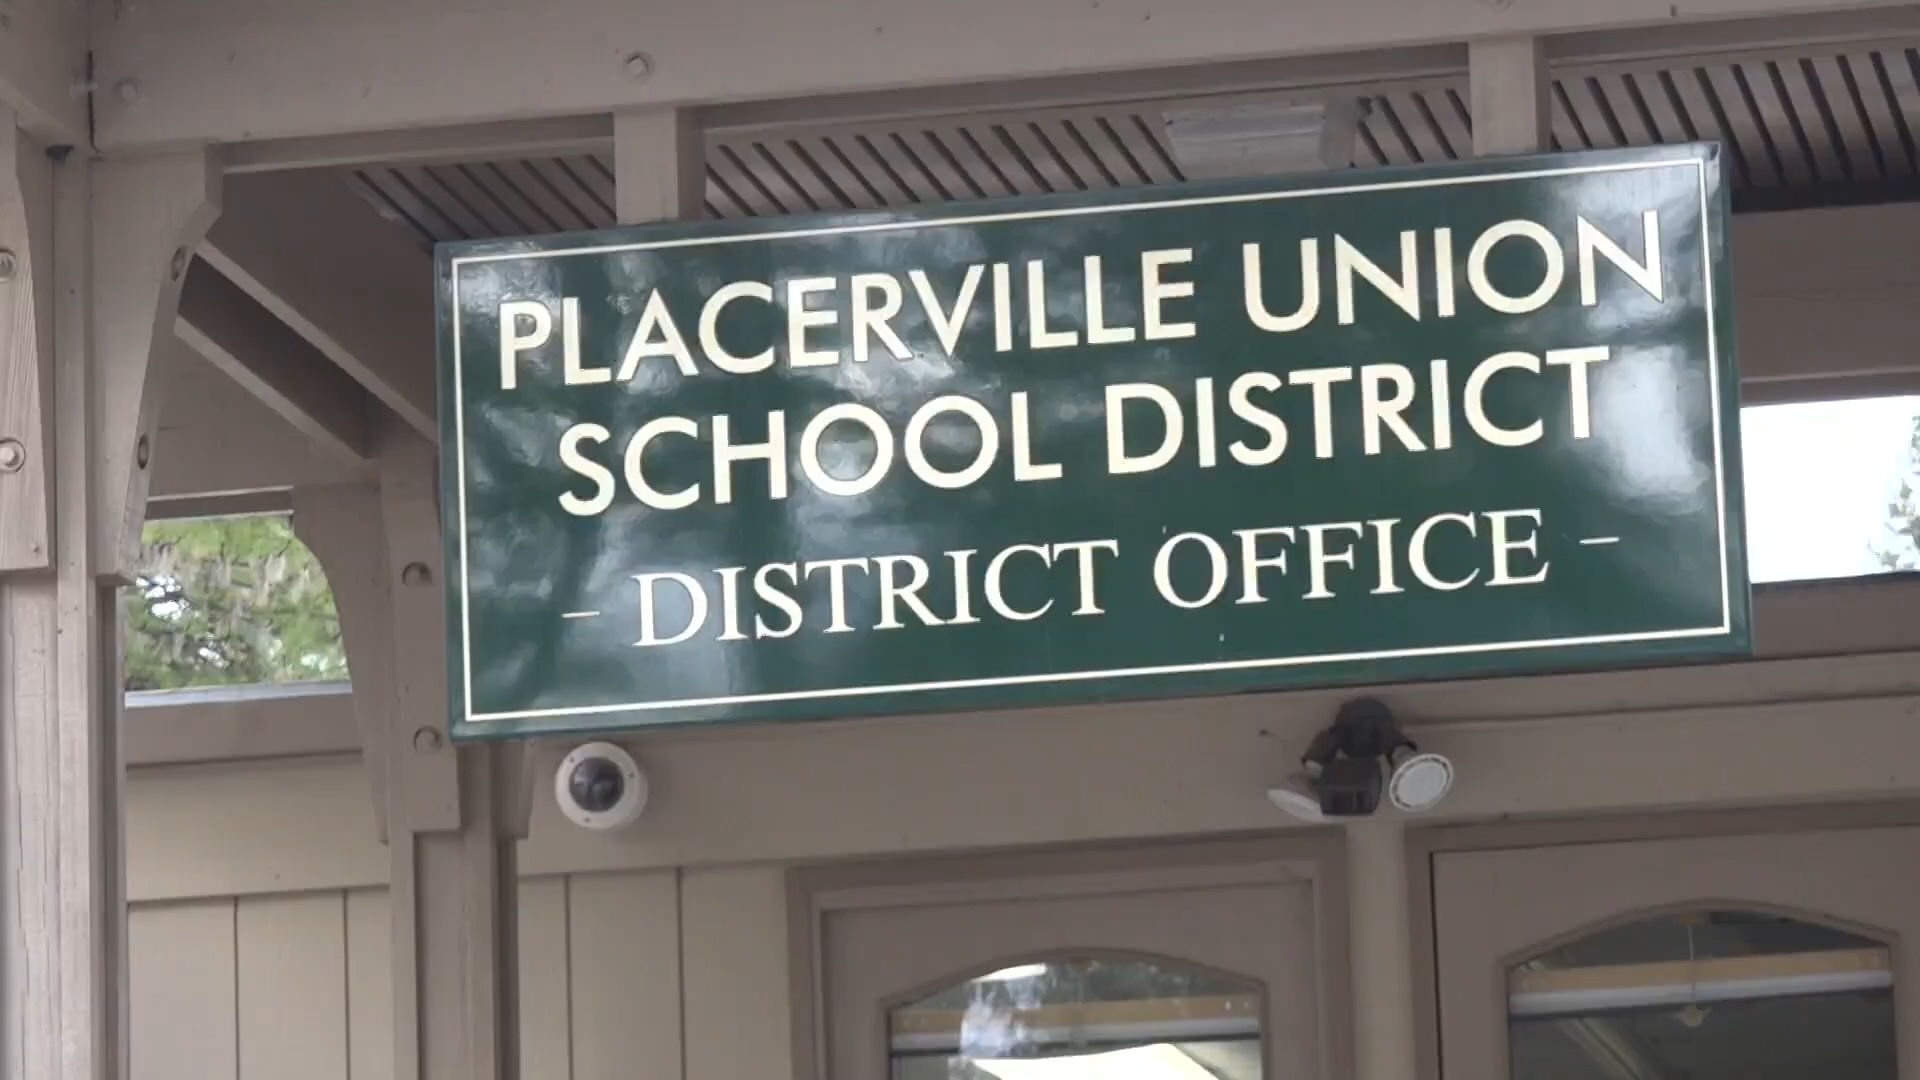 PLACERVILLE UNION
SCHOOL DISTRICT
– DISTRICT OFFICE –